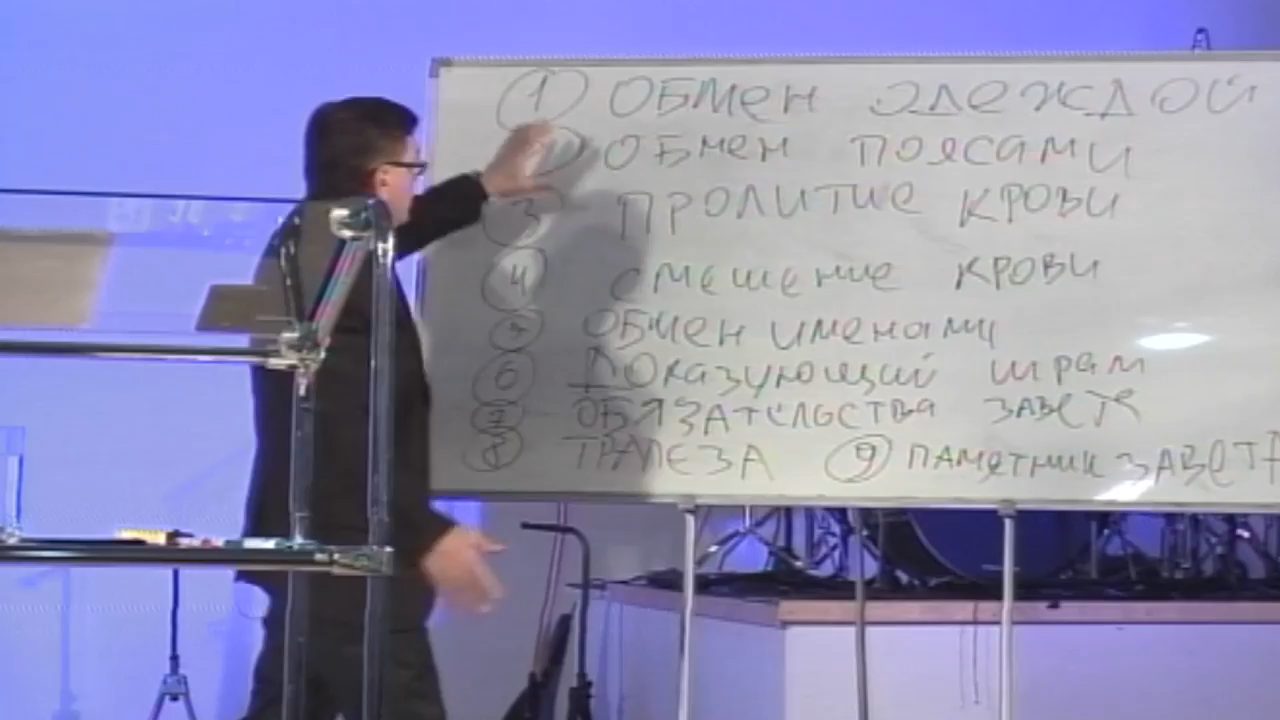 1 ОБМЕН ОДЕЖДОЙ
2 ОБМЕН ПОЯСАМИ
3 ПРОЛИТИЕ КРОВИ
4 СМЕШЕНИЕ КРОВИ
5 ОБМЕН ИМЕНАМИ
6 ДОКАЗУЮЩИЙ ШРАМ
7 ОБЯЗАТЕЛЬСТВА ЗАВЕТА
8 ТРАПЕЗА 9 ПАМЯТНИК ЗАВЕТА